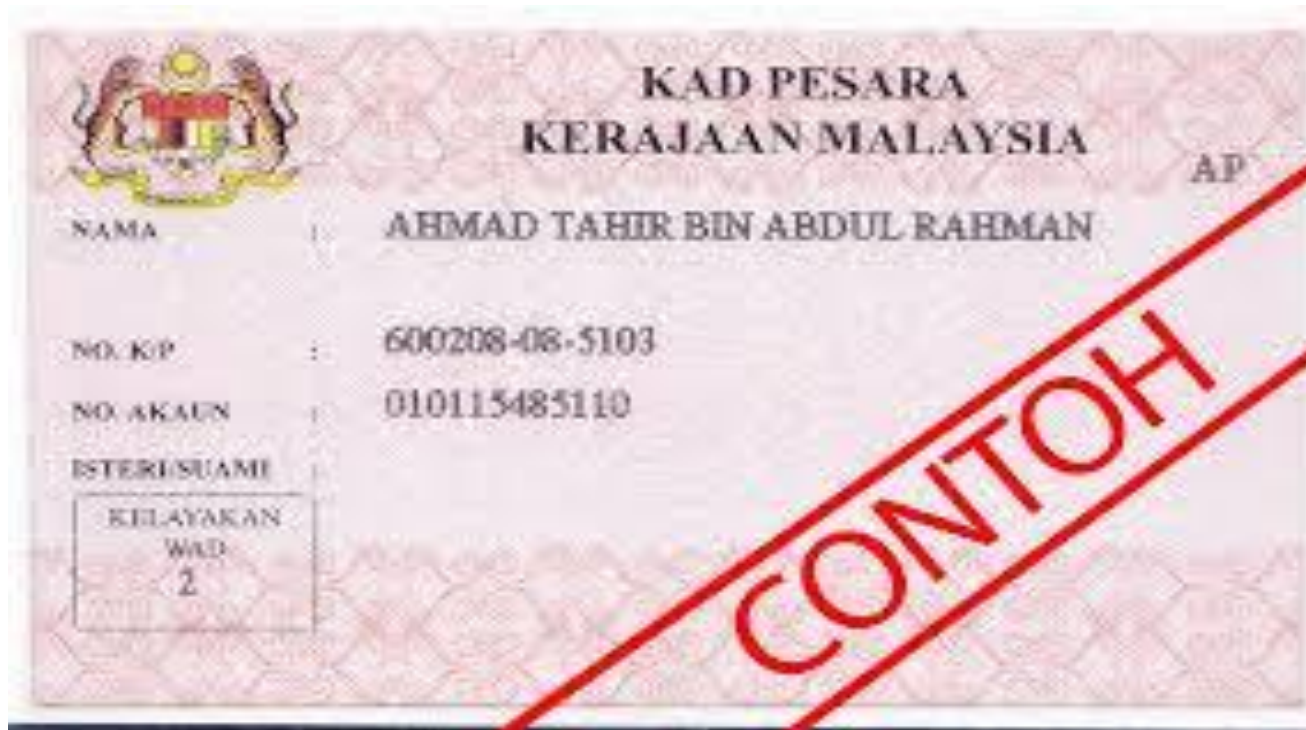 KAD PESARA
KERAJAAN MALAYSIA
AP
NAMA : AHMAD TAHIR BIN ABDUL RAHMAN
NO. K/P : 600208-08-5103
NO. AKAUN : 010115485110
ISTERI/SUAMI :
KELAYAKAN
WAD
2
CONTOH